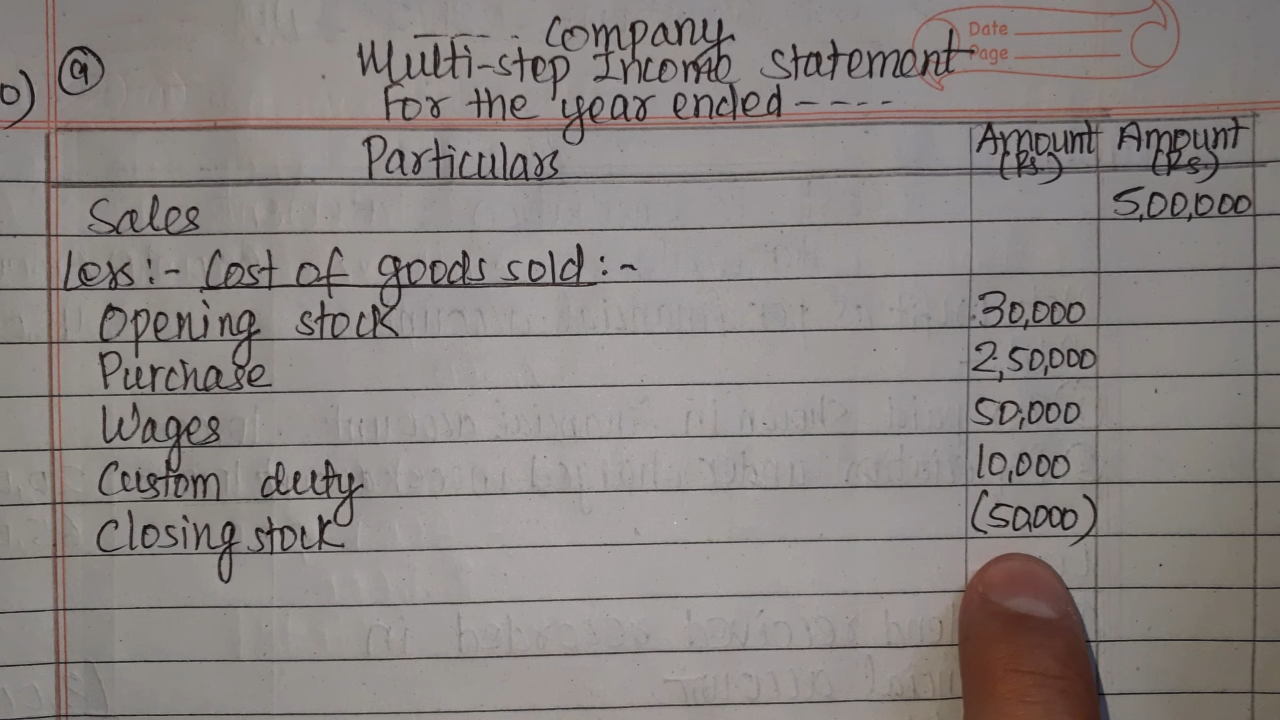 Date
Page
---- . Company
0) (a) Multi-step Income Statement
For the year ended ----
Particulars Amount (Rs.) Amount (Rs)
Sales 5,00,000
Less:- Cost of goods sold:-
Opening stock 30,000
Purchase 2,50,000
Wages 50,000
Custom duty 10,000
Closing stock (50,000)